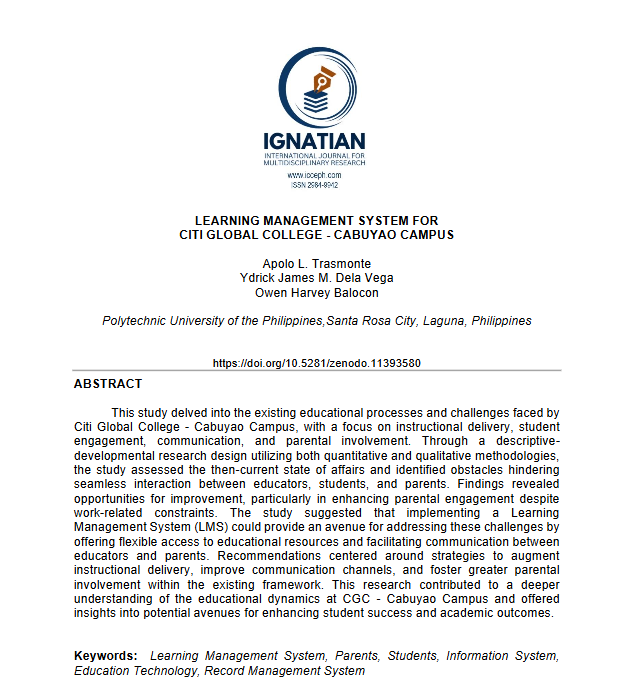 IGNATIAN
INTERNATIONAL JOURNAL FOR
MULTIDISCIPLINARY RESEARCH
www.icceph.com
ISSN 2984-9942
LEARNING MANAGEMENT SYSTEM FOR
CITI GLOBAL COLLEGE - CABUYAO CAMPUS
Apolo L. Trasmonte
Ydrick James M. Dela Vega
Owen Harvey Balocon
Polytechnic University of the Philippines,Santa Rosa City, Laguna, Philippines
https://doi.org/10.5281/zenodo.11393580
ABSTRACT
This study delved into the existing educational processes and challenges faced by
Citi Global College - Cabuyao Campus, with a focus on instructional delivery, student
engagement, communication, and parental involvement. Through a descriptive-
developmental research design utilizing both quantitative and qualitative methodologies,
the study assessed the then-current state of affairs and identified obstacles hindering
seamless interaction between educators, students, and parents. Findings revealed
opportunities for improvement, particularly in enhancing parental engagement despite
work-related constraints. The study suggested that implementing a Learning
Management System (LMS) could provide an avenue for addressing these challenges by
offering flexible access to educational resources and facilitating communication between
educators and parents. Recommendations centered around strategies to augment
instructional delivery, improve communication channels, and foster greater parental
involvement within the existing framework. This research contributed to a deeper
understanding of the educational dynamics at CGC - Cabuyao Campus and offered
insights into potential avenues for enhancing student success and academic outcomes.
Keywords: Learning Management System, Parents, Students, Information System,
Education Technology, Record Management System